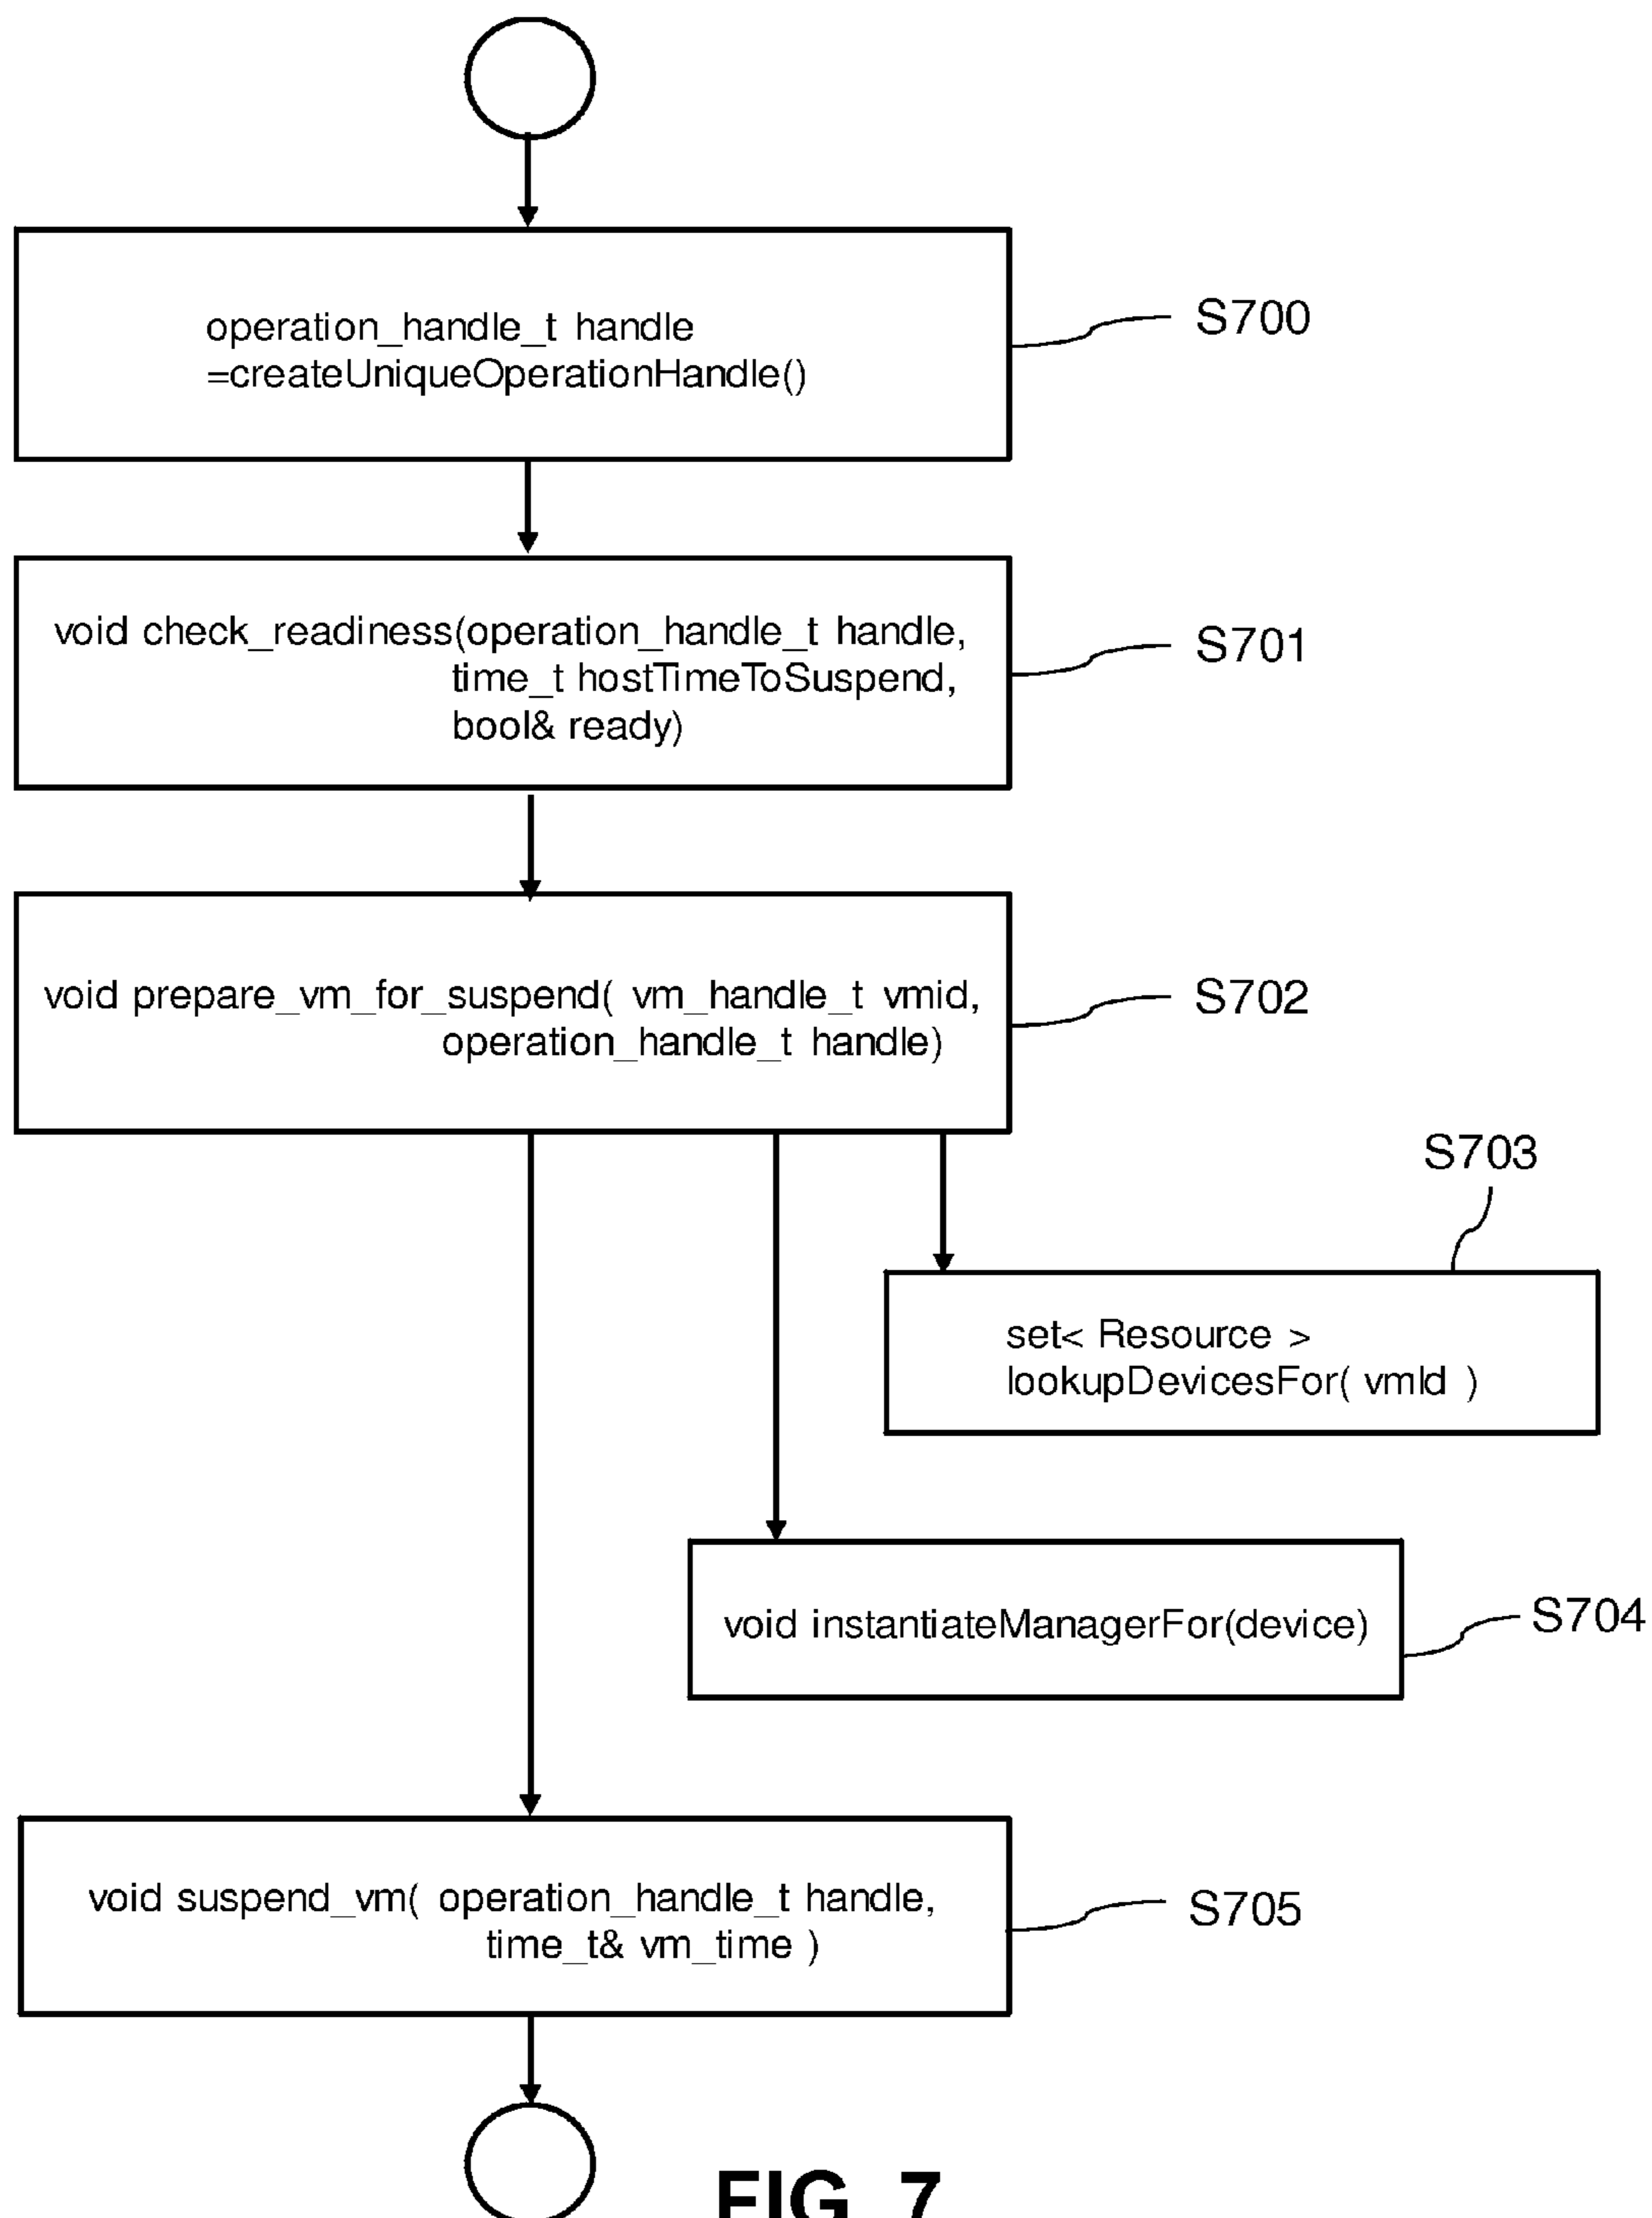 operation_handle_t handle
=createUniqueOperationHandle()
S700
void check_readiness(operation_handle_t handle,
time_t hostTimeToSuspend,
bool& ready)
S701
void prepare_vm_for_suspend( vm_handle_t vmid,
operation_handle_t handle)
S702
S703
set< Resource >
lookupDevicesFor( vmId )
void instantiateManagerFor(device)
S704
void suspend_vm( operation_handle_t handle,
time_t& vm_time )
S705
FIG. 7